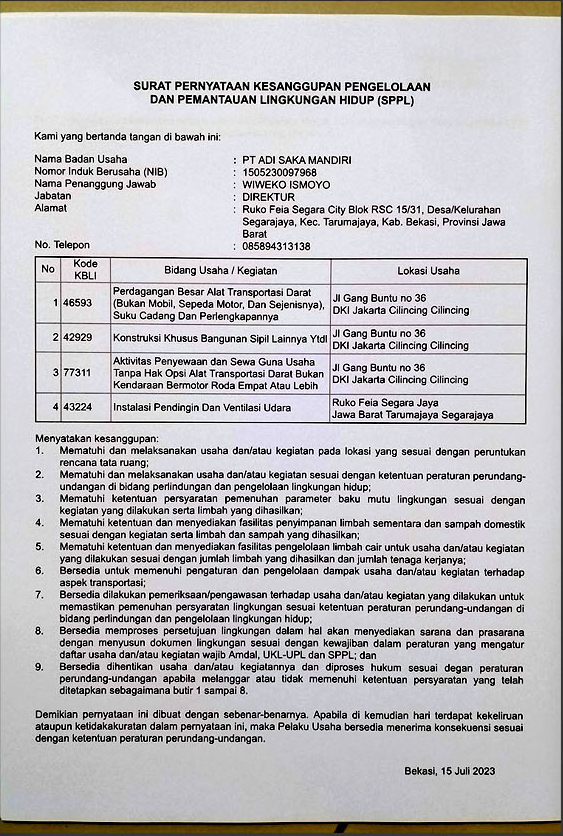 SURAT PERNYATAAN KESANGGUPAN PENGELOLAAN
DAN PEMANTAUAN LINGKUNGAN HIDUP (SPPL)
Kami yang bertanda tangan di bawah ini:
Nama Badan Usaha : PT ADI SAKA MANDIRI
Nomor Induk Berusaha (NIB) : 1505230097968
Nama Penanggung Jawab : WIWEKO ISMOYO
Jabatan : DIREKTUR
Alamat : Ruko Feia Segara City Blok RSC 15/31, Desa/Kelurahan
Segarajaya, Kec. Tarumajaya, Kab. Bekasi, Provinsi Jawa
Barat
No. Telepon : 085894313138
No Kode KBLI Bidang Usaha / Kegiatan Lokasi Usaha
1 46593 Perdagangan Besar Alat Transportasi Darat
(Bukan Mobil, Sepeda Motor, Dan Sejenisnya),
Suku Cadang Dan Perlengkapannya
Jl Gang Buntu no 36
DKI Jakarta Cilincing Cilincing
2 42929 Konstruksi Khusus Bangunan Sipil Lainnya Ytdl
Jl Gang Buntu no 36
DKI Jakarta Cilincing Cilincing
3 77311 Aktivitas Penyewaan dan Sewa Guna Usaha
Tanpa Hak Opsi Alat Transportasi Darat Bukan
Kendaraan Bermotor Roda Empat Atau Lebih
Jl Gang Buntu no 36
DKI Jakarta Cilincing Cilincing
4 43224 Instalasi Pendingin Dan Ventilasi Udara
Ruko Feia Segara Jaya
Jawa Barat Tarumajaya Segarajaya
Menyatakan kesanggupan:
1. Mematuhi dan melaksanakan usaha dan/atau kegiatan pada lokasi yang sesuai dengan peruntukan
rencana tata ruang;
2. Mematuhi dan melaksanakan usaha dan/atau kegiatan sesuai dengan ketentuan peraturan perundang-
undangan di bidang perlindungan dan pengelolaan lingkungan hidup;
3. Mematuhi ketentuan persyaratan pemenuhan parameter baku mutu lingkungan sesuai dengan
kegiatan yang dilakukan serta limbah yang dihasilkan;
4. Mematuhi ketentuan dan menyediakan fasilitas penyimpanan limbah sementara dan sampah domestik
sesuai dengan kegiatan serta limbah dan sampah yang dihasilkan;
5. Mematuhi ketentuan dan menyediakan fasilitas pengelolaan limbah cair untuk usaha dan/atau kegiatan
yang dilakukan sesuai dengan jumlah limbah yang dihasilkan dan jumlah tenaga kerjanya;
6. Bersedia untuk memenuhi pengaturan dan pengelolaan dampak usaha dan/atau kegiatan terhadap
aspek transportasi;
7. Bersedia dilakukan pemeriksaan/pengawasan terhadap usaha dan/atau kegiatan yang dilakukan untuk
memastikan pemenuhan persyaratan lingkungan sesuai ketentuan peraturan perundang-undangan di
bidang perlindungan dan pengelolaan lingkungan hidup;
8. Bersedia memproses persetujuan lingkungan dalam hal akan menyediakan sarana dan prasarana
dengan menyusun dokumen lingkungan sesuai dengan kewajiban dalam peraturan yang mengatur
daftar usaha dan/atau kegiatan wajib Amdal, UKL-UPL dan SPPL; dan
9. Bersedia dihentikan usaha dan/atau kegiatannya dan diproses hukum sesuai degan peraturan
perundang-undangan apabila melanggar atau tidak memenuhi ketentuan persyaratan yang telah
ditetapkan sebagaimana butir 1 sampai 8.
Demikian pernyataan ini dibuat dengan sebenar-benarnya. Apabila di kemudian hari terdapat kekeliruan
ataupun ketidakakuratan dalam pernyataan ini, maka Pelaku Usaha bersedia menerima konsekuensi sesuai
dengan ketentuan peraturan perundang-undangan.
Bekasi, 15 Juli 2023